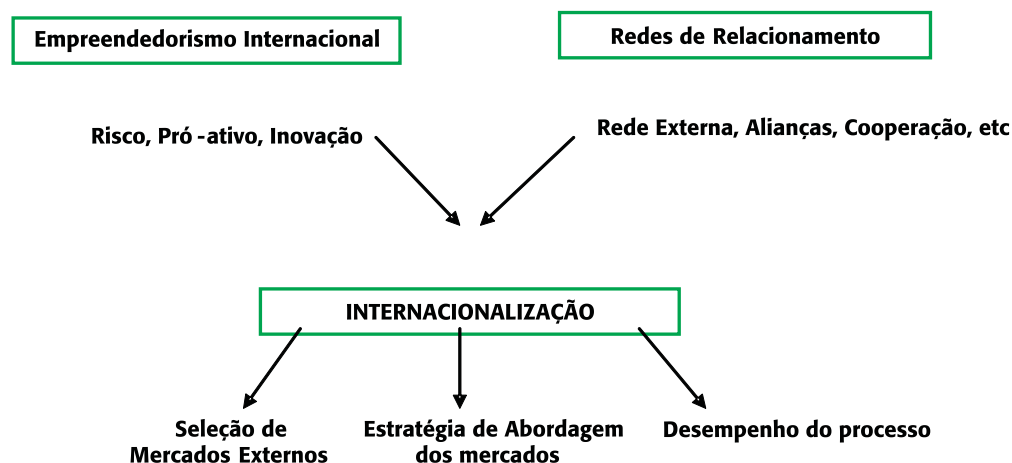 Empreendedorismo Internacional
Redes de Relacionamento
Risco, Pró -ativo, Inovação
Rede Externa, Alianças, Cooperação, etc
INTERNACIONALIZAÇÃO
Seleção de
Mercados Externos
Estratégia de Abordagem
dos mercados
Desempenho do processo